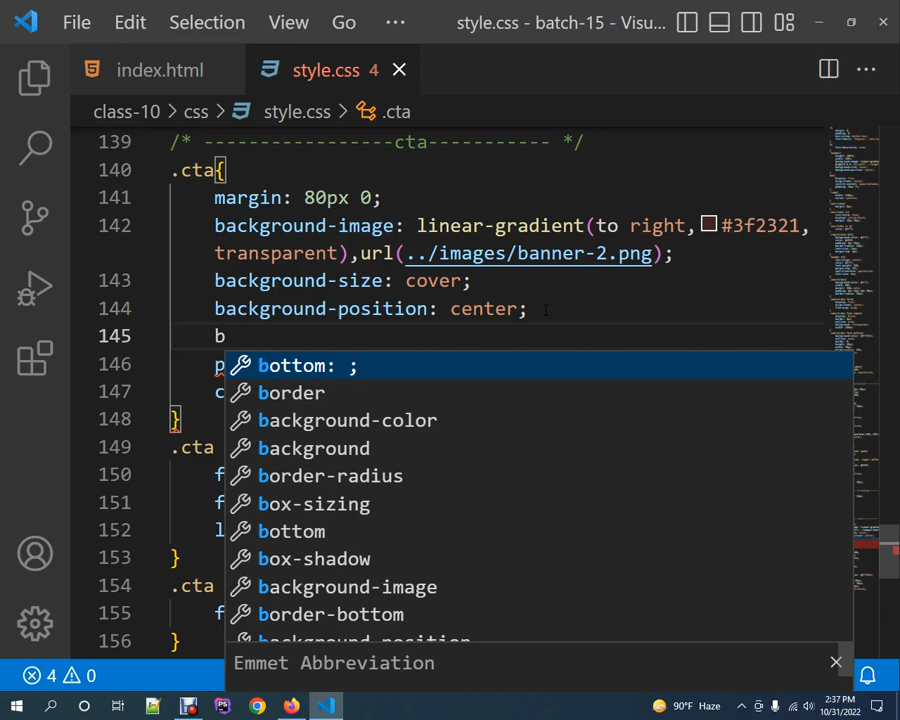 File Edit Selection View Go ··· style.css - batch-15 - Visu...
index.html style.css 4
class-10 > css > style.css > .cta
139 /* -----------------cta----------- */
140 .cta{
141 margin: 80px 0;
142 background-image: linear-gradient(to right, #3f2321,
transparent),url(../images/banner-2.png);
143 background-size: cover;
144 background-position: center;
145 b
146 p
bottom: ;
147 c
border
background-color
148 }
149 .cta
background
150 f
border-radius
151 f
box-sizing
152 l
bottom
153 }
box-shadow
154 .cta
background-image
155 f
border-bottom
156 }
background-position
Emmet Abbreviation
4 0
PS
90°F Haze
2:37 PM
10/31/2022